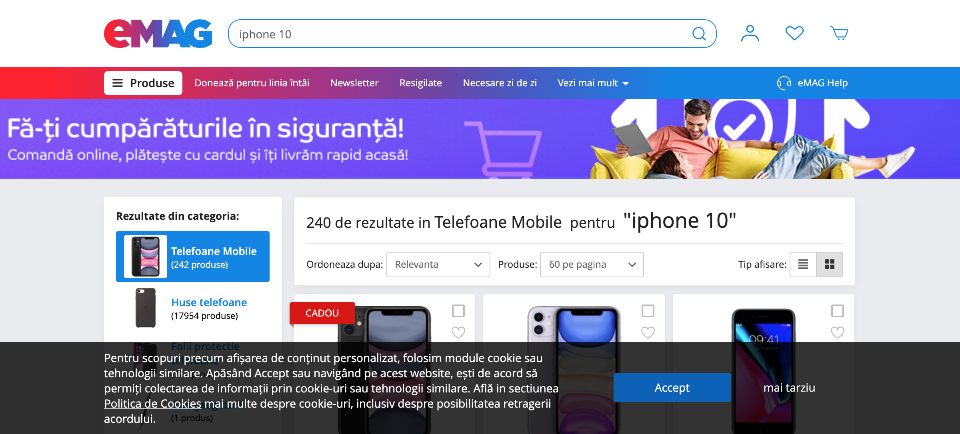 eMAG
iphone 10
Produse
Donează pentru linia întâi
Newsletter
Resigilate
Necesare zi de zi
Vezi mai mult
eMAG Help
Fă-ți cumpărăturile în siguranță!
Comandă online, plătește cu cardul și îți livrăm rapid acasă!
Rezultate din categoria:
Telefoane Mobile
(242 produse)
Huse telefoane
(17954 produse)
Folii protectie
(1 produs)
240 de rezultate in Telefoane Mobile pentru "iphone 10"
Ordoneaza dupa:
Relevanta
Produse:
60 pe pagina
Tip afisare:
CADOU
09:41
Pentru scopuri precum afișarea de conținut personalizat, folosim module cookie sau
tehnologii similare. Apăsând Accept sau navigând pe acest website, ești de acord să
permiți colectarea de informații prin cookie-uri sau tehnologii similare. Află in sectiunea
Politica de Cookies mai multe despre cookie-uri, inclusiv despre posibilitatea retragerii
acordului.
Accept
mai tarziu